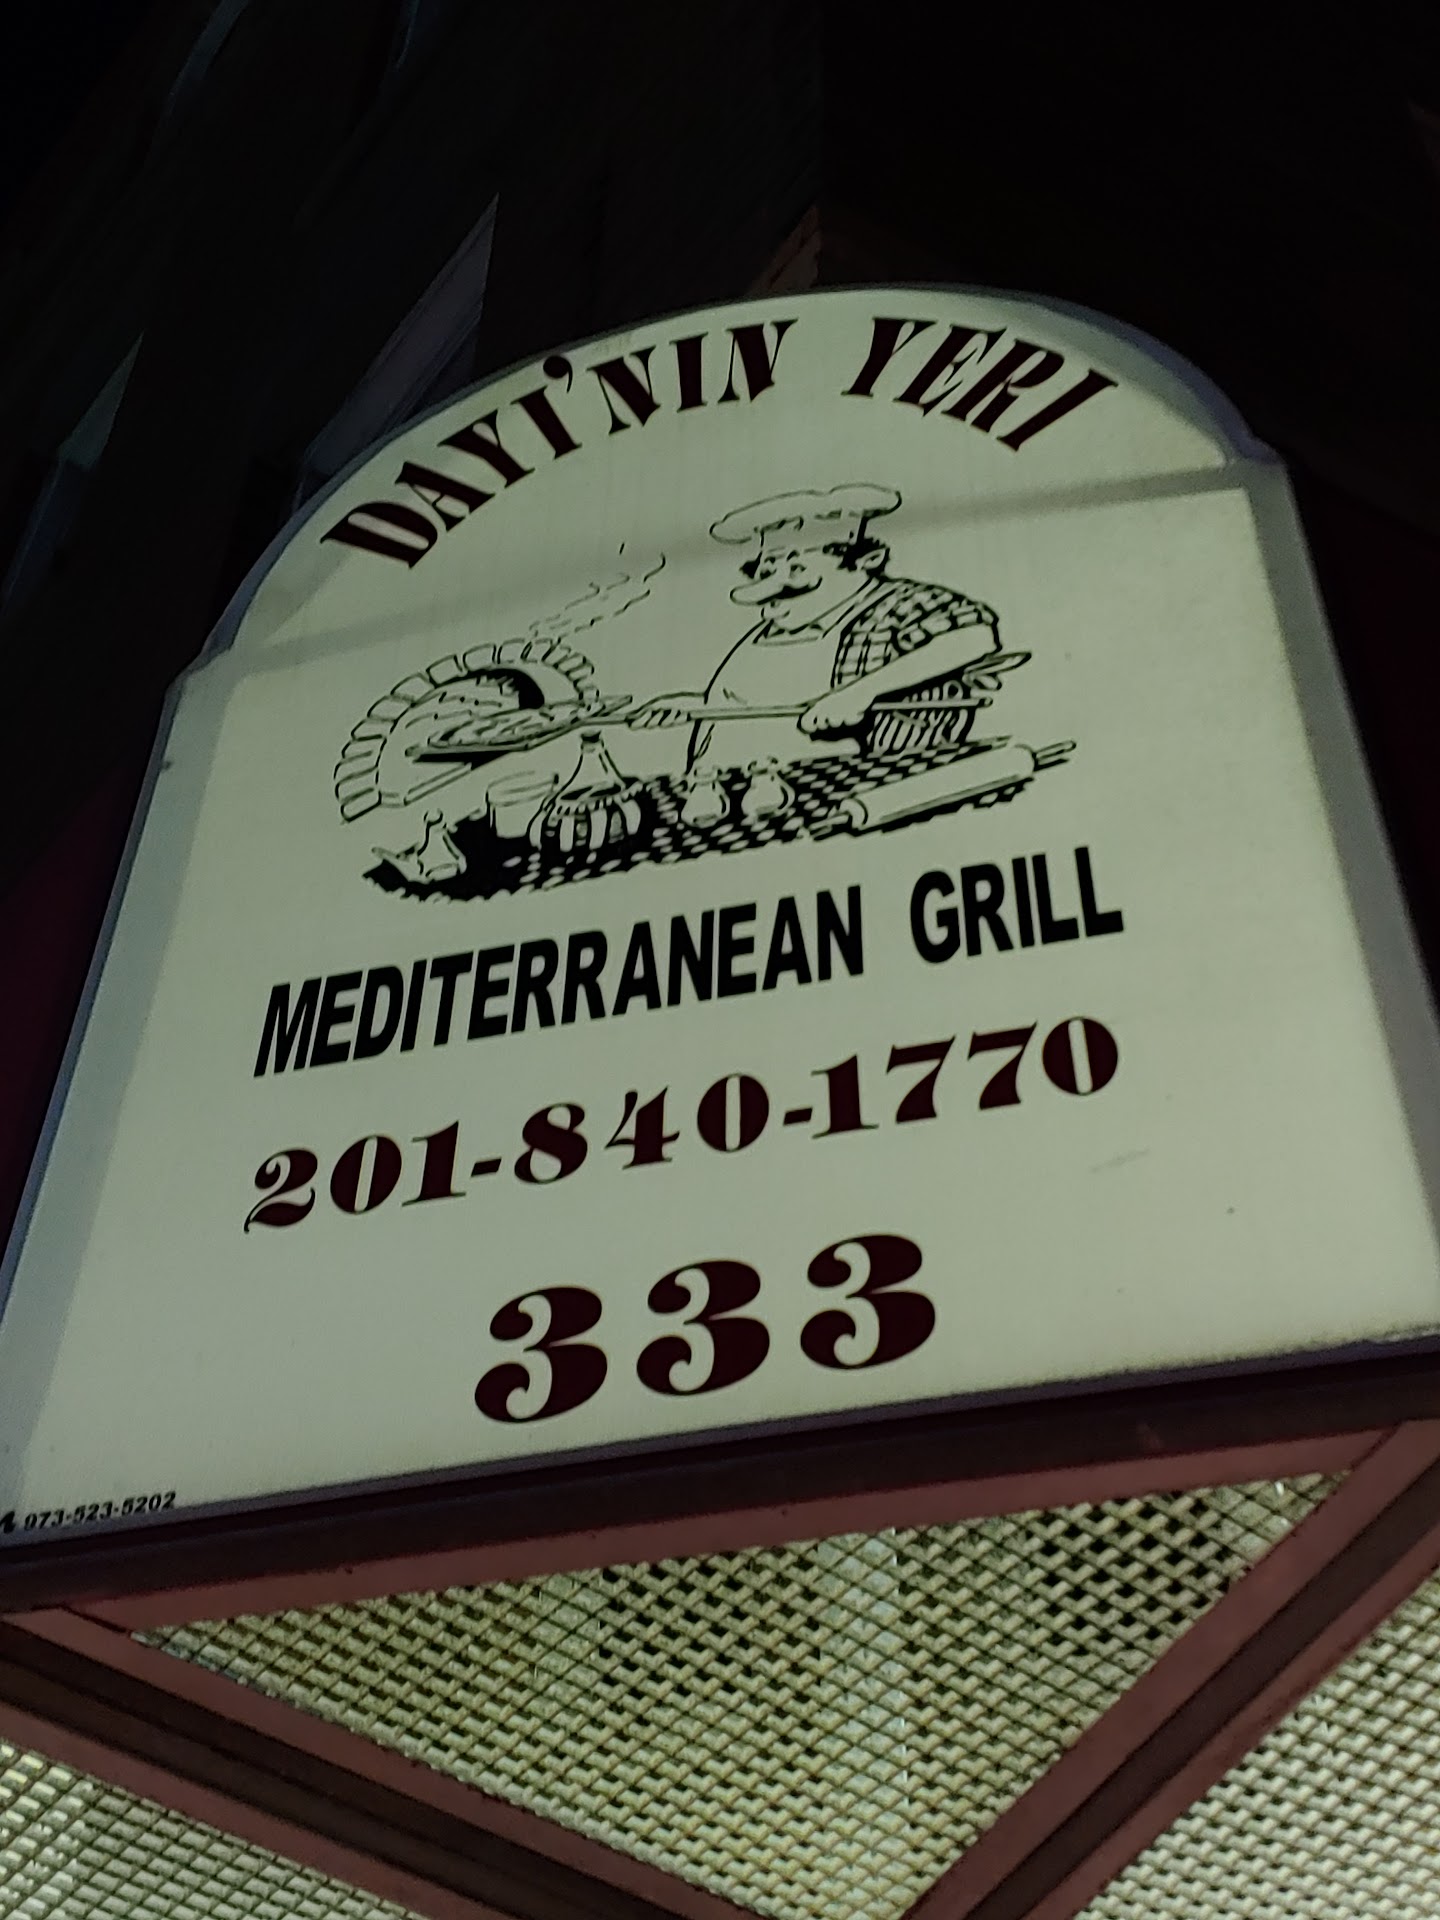 DAYI'NIN YERI
MEDITERRANEAN GRILL
201-840-1770
333
973-523-5202